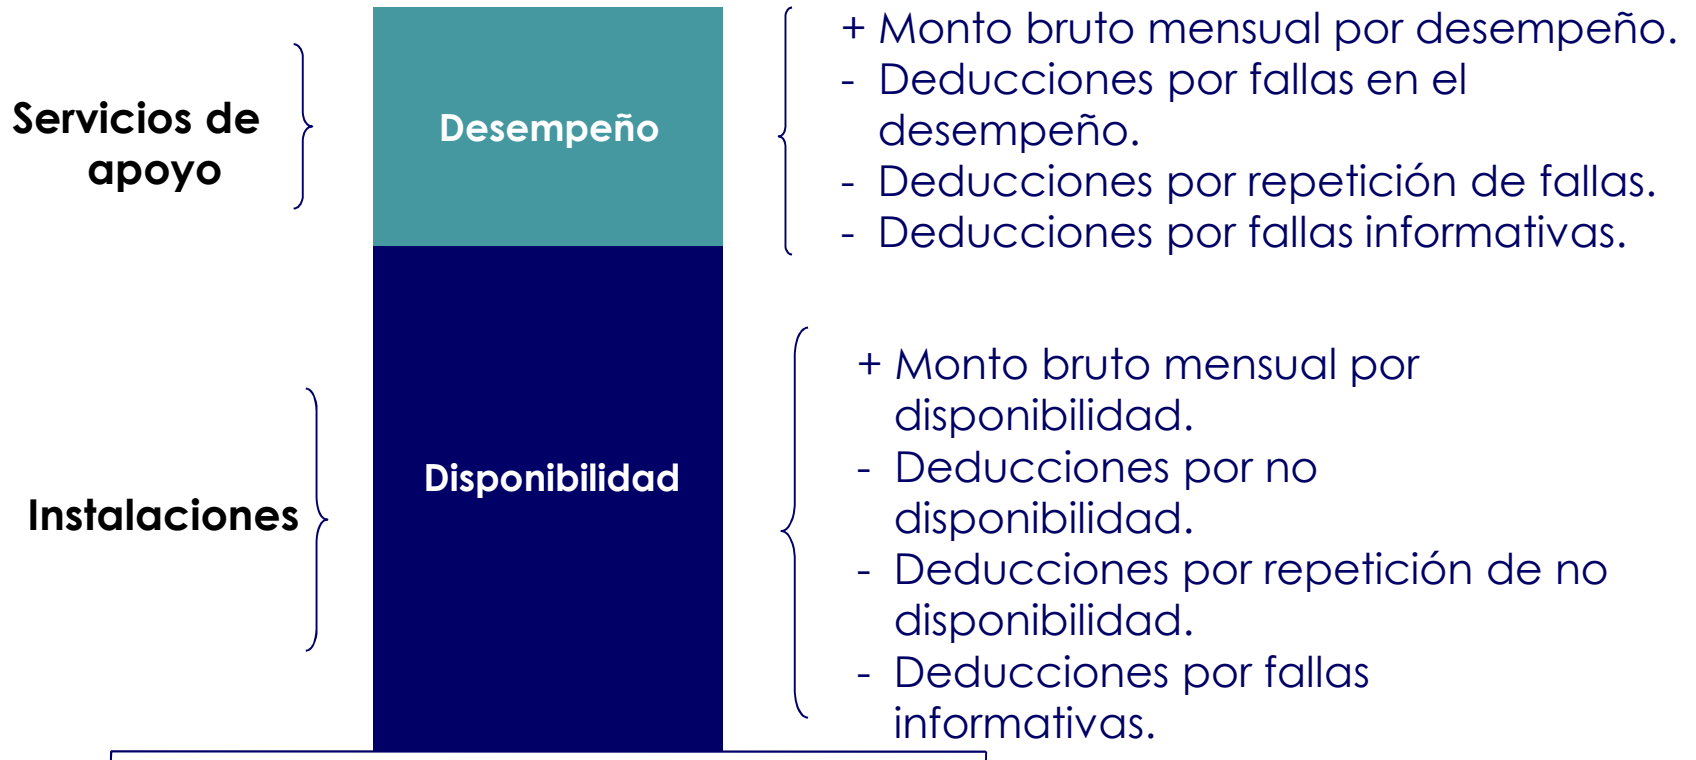 Servicios de
apoyo
Desempeño
+ Monto bruto mensual por desempeño.
- Deducciones por fallas en el
desempeño.
- Deducciones por repetición de fallas.
- Deducciones por fallas informativas.
Instalaciones
Disponibilidad
+ Monto bruto mensual por
disponibilidad.
- Deducciones por no
disponibilidad.
- Deducciones por repetición de no
disponibilidad.
- Deducciones por fallas
informativas.